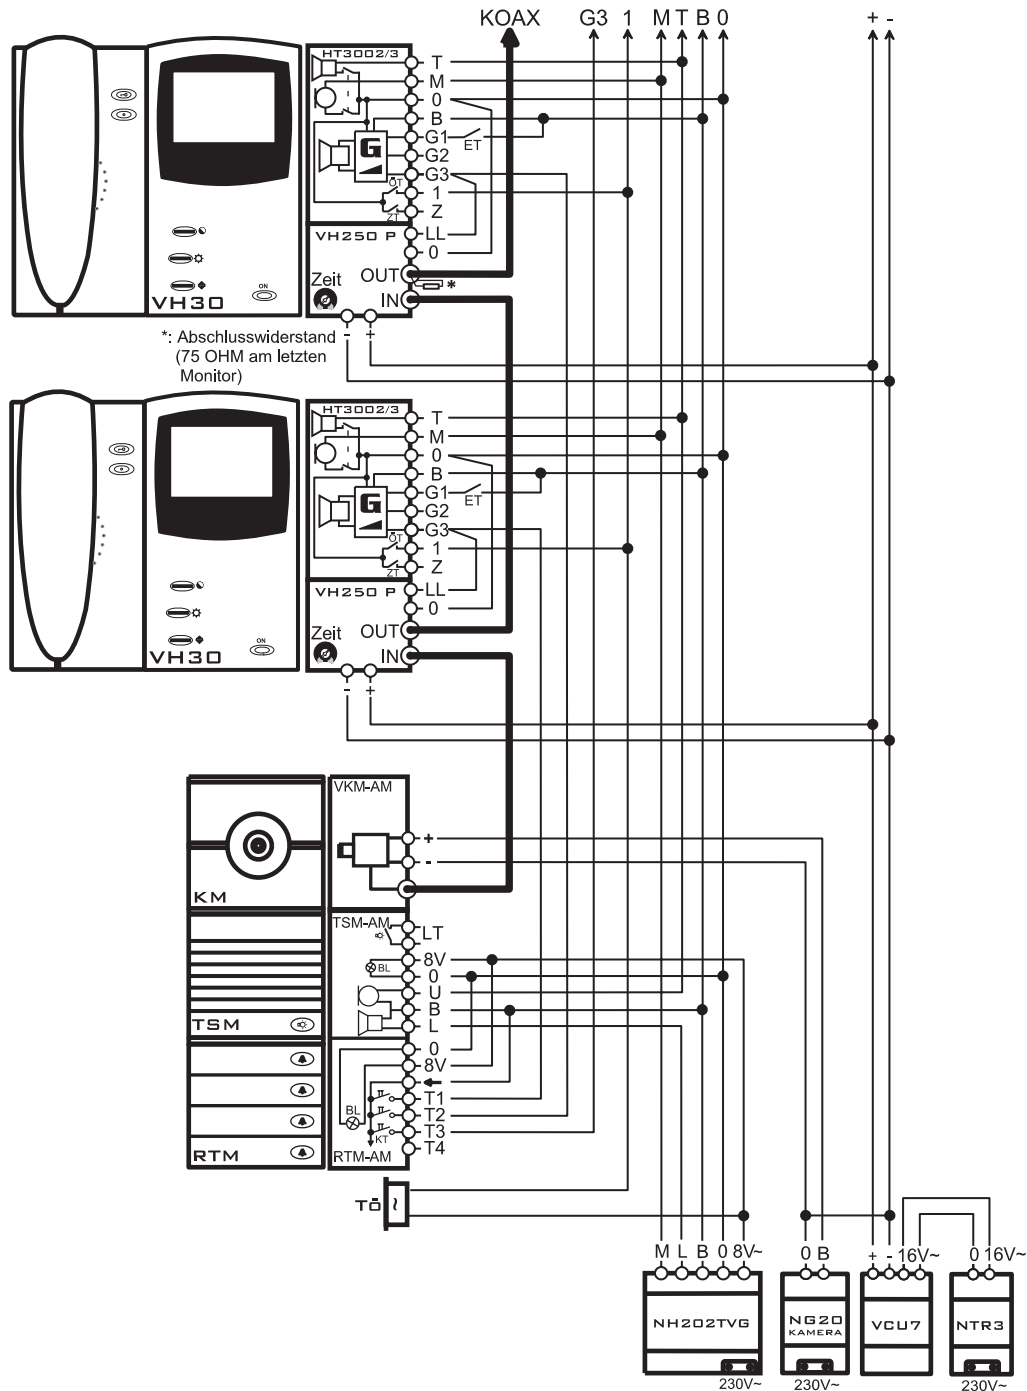 KOAX G3 1 M T B 0 + -
HT3002/3
T
M
0
B
G1
ET
G
G2
G3
ÖT
1
ZT
Z
VH250 P
LL
0
Zeit
OUT
*
IN
ON
VH30
- +
*: Abschlusswiderstand
(75 OHM am letzten
Monitor)
HT3002/3
T
M
0
B
G1
ET
G
G2
G3
ÖT
1
ZT
Z
VH250 P
LL
0
Zeit
OUT
IN
ON
VH30
- +
VKM-AM
+
-
KM
TSM-AM
LT
8V
BL
0
U
B
L
TSM
0
8V
T1
BL
T2
T3
KT
T4
RTM
RTM-AM
TÖ ~
M L B 0 8V~
0 B
+ - 16V~
0 16V~
NH202TVG
NG20
KAMERA
VCU7
NTR3
230V~
230V~
230V~